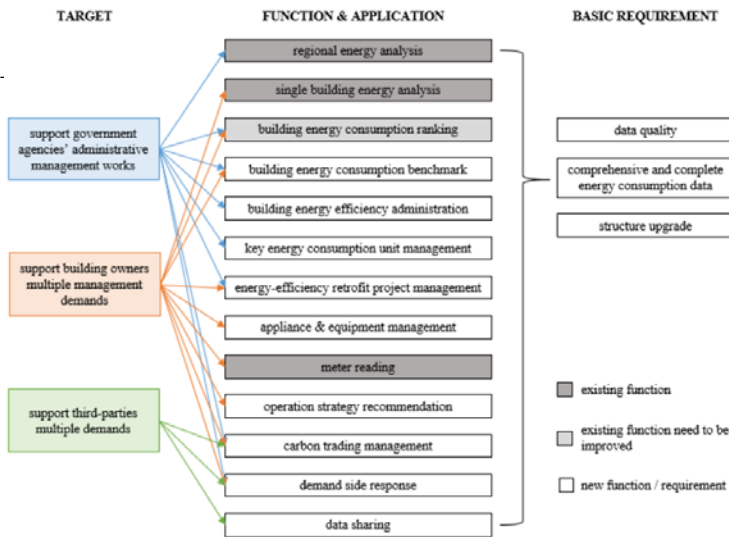 TARGET
FUNCTION & APPLICATION
BASIC REQUIREMENT
support government
agencies' administrative
management works
support building owners
multiple management
demands
support third-parties
multiple demands
regional energy analysis
single building energy analysis
building energy consumption ranking
building energy consumption benchmark
building energy efficiency administration
key energy consumption unit management
energy-efficiency retrofit project management
appliance & equipment management
meter reading
operation strategy recommendation
carbon trading management
demand side response
data sharing
data quality
comprehensive and complete
energy consumption data
structure upgrade
existing function
existing function need to be
improved
new function / requirement